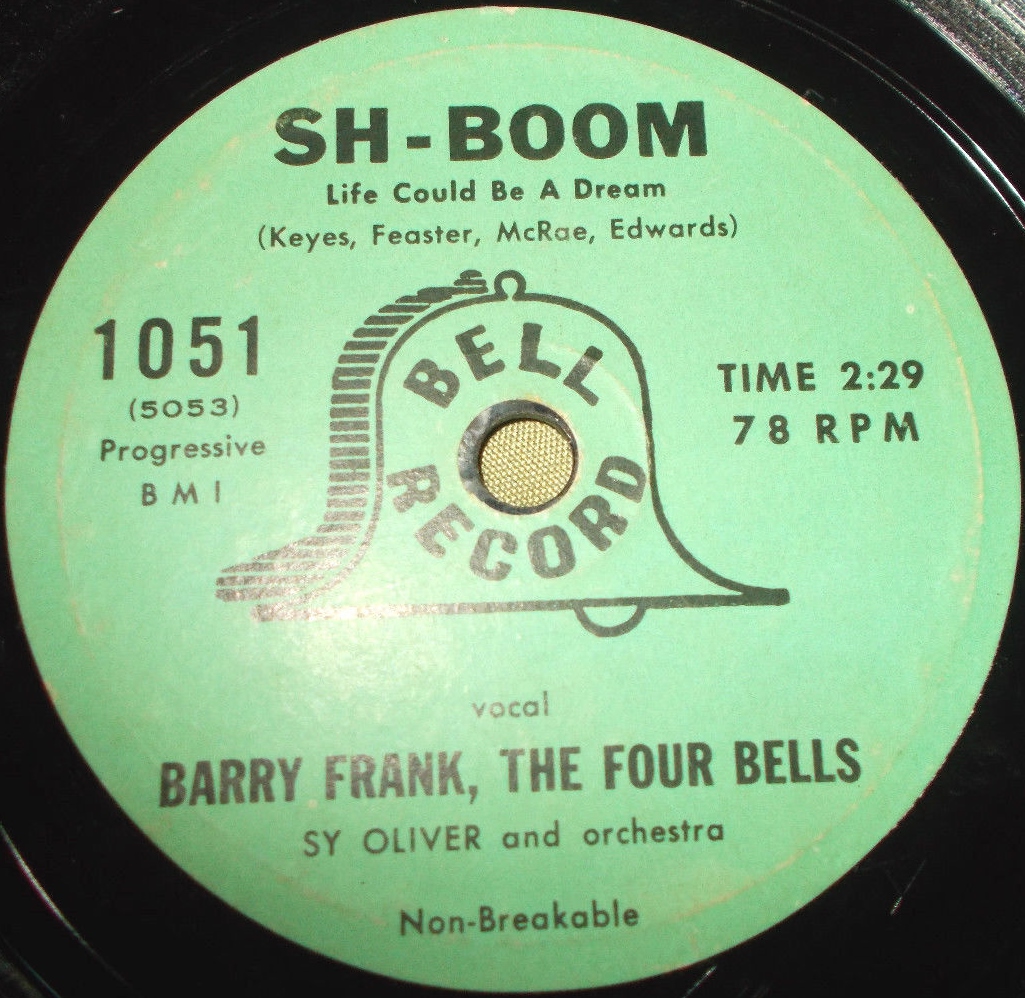 SH-BOOM
Life Could Be A Dream
(Keyes, Feaster, McRae, Edwards)
1051
(5053)
Progressive
BMI
BELL
RECORD
TIME 2:29
78 RPM
vocal
BARRY FRANK, THE FOUR BELLS
SY OLIVER and orchestra
Non-Breakable